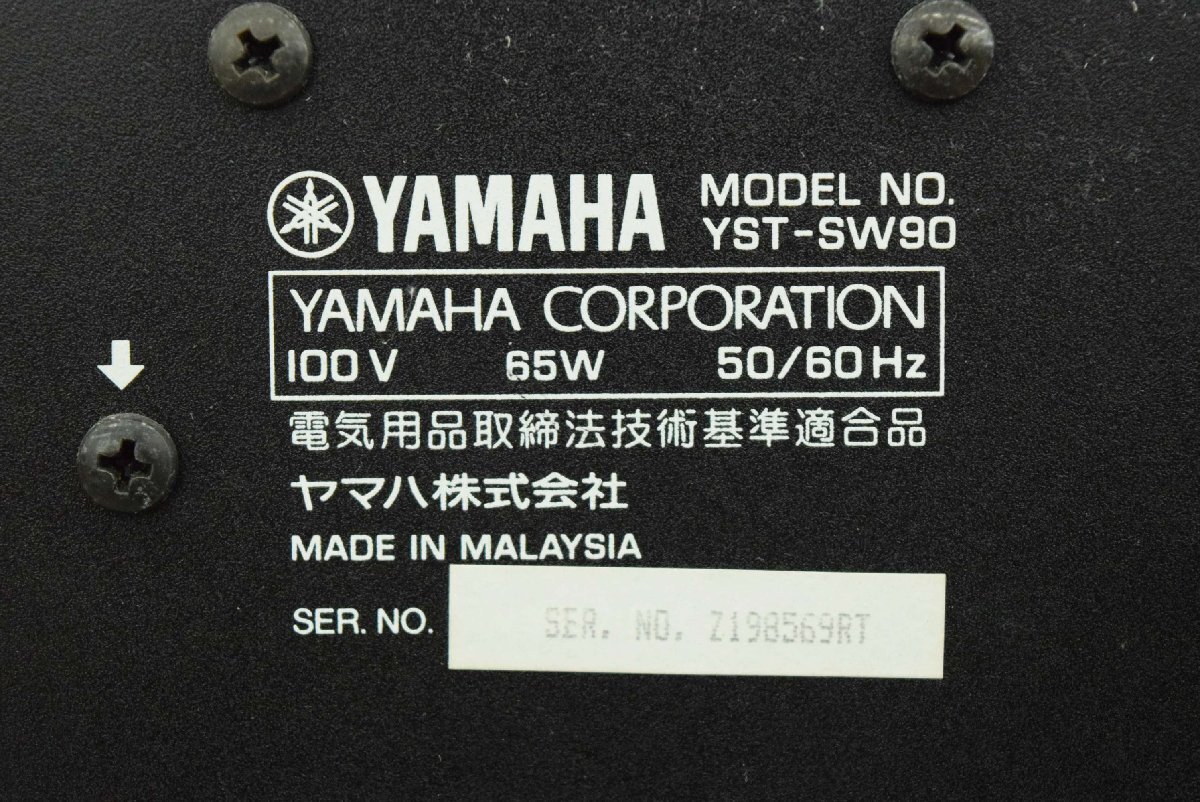 YAMAHA
MODEL NO.
YST-SW90
YAMAHA CORPORATION
100V 65W 50/60Hz
電気用品取締法技術基準適合品
ヤマハ株式会社
MADE IN MALAYSIA
SER. NO.
SER. NO. Z198569RT